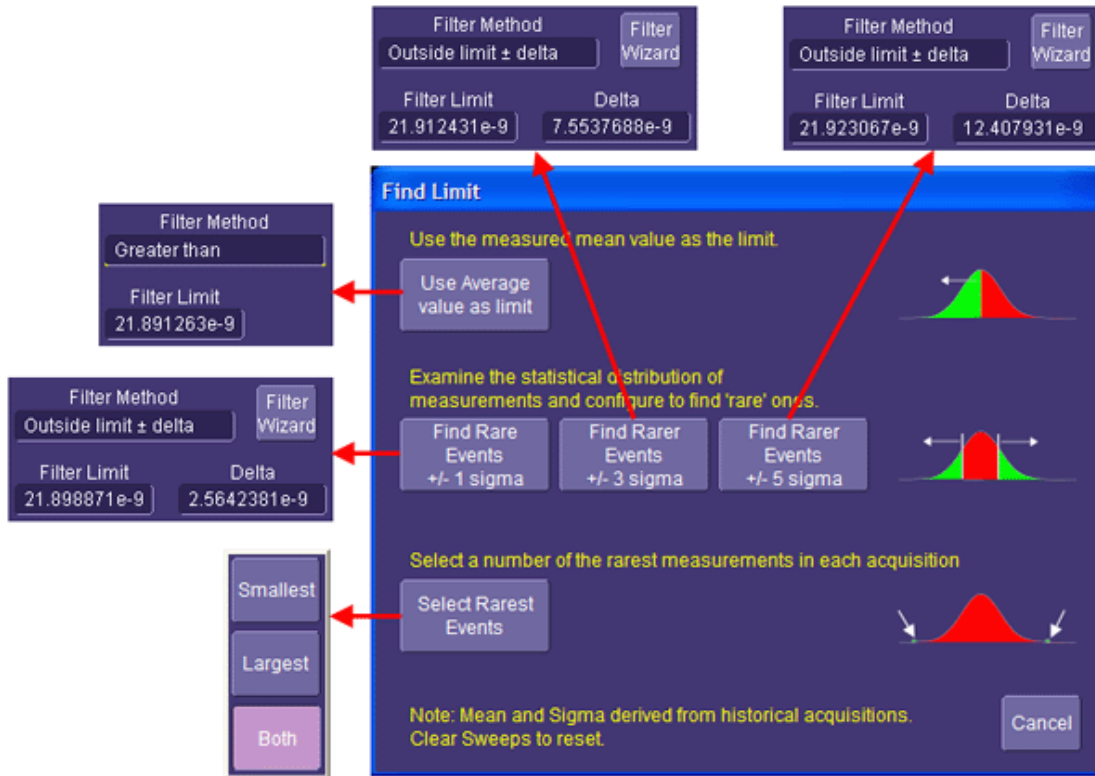 Filter Method
Filter
Wizard
Outside limit ± delta
Filter Limit
Delta
21.912431e-9
7.5537688e-9
Filter Method
Filter
Wizard
Outside limit ± delta
Filter Limit
Delta
21.923067e-9
12.407931e-9
Filter Method
Greater than
Filter Limit
21.891263e-9
Filter Method
Filter
Wizard
Outside limit ± delta
Filter Limit
Delta
21.898871e-9
2.5642381e-9
Smallest
Largest
Both
Find Limit
Use the measured mean value as the limit.
Use Average
value as limit
Examine the statistical distribution of
measurements and configure to find 'rare' ones.
Find Rare
Events
+/- 1 sigma
Find Rarer
Events
+/- 3 sigma
Find Rarer
Events
+/- 5 sigma
Select a number of the rarest measurements in each acquisition
Select Rarest
Events
Note: Mean and Sigma derived from historical acquisitions.
Clear Sweeps to reset.
Cancel